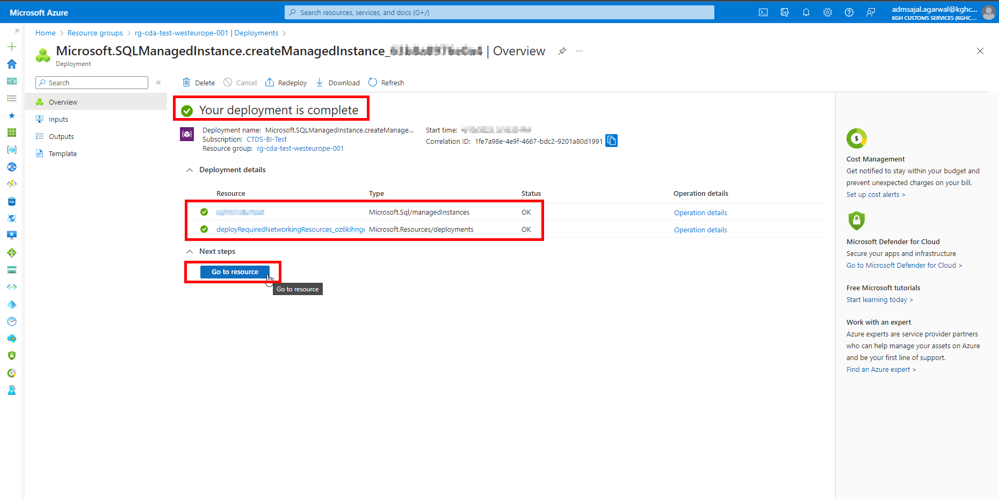 Microsoft Azure
Search resources, services, and docs (G+/)
admsajal.agarwal@kghc...
KGH CUSTOMS SERVICES (KGHC....
Home > Resource groups > rg-cda-test-westeurope-001 | Deployments >
Microsoft.SQLManagedInstance.createManagedInstance_ | Overview
Deployment
Search
Delete Cancel Redeploy Download Refresh
Overview
Inputs
Outputs
Template
Your deployment is complete
Deployment name: Microsoft.SQLManagedInstance.createManage...
Subscription: CTDS-BI-Test
Resource group: rg-cda-test-westeurope-001
Start time:
Correlation ID: 1fe7a98e-4e9f-4667-bdc2-9201a80d1991
Deployment details
Resource Type Status Operation details
Microsoft.Sql/managedInstances OK Operation details
deployRequiredNetworkingResources_oz6kihnge Microsoft.Resources/deployments OK Operation details
Next steps
Go to resource
Go to resource
Cost Management
Get notified to stay within your budget and
prevent unexpected charges on your bill.
Set up cost alerts >
Microsoft Defender for Cloud
Secure your apps and infrastructure
Go to Microsoft Defender for Cloud >
Free Microsoft tutorials
Start learning today >
Work with an expert
Azure experts are service provider partners
who can help manage your assets on Azure
and be your first line of support.
Find an Azure expert >